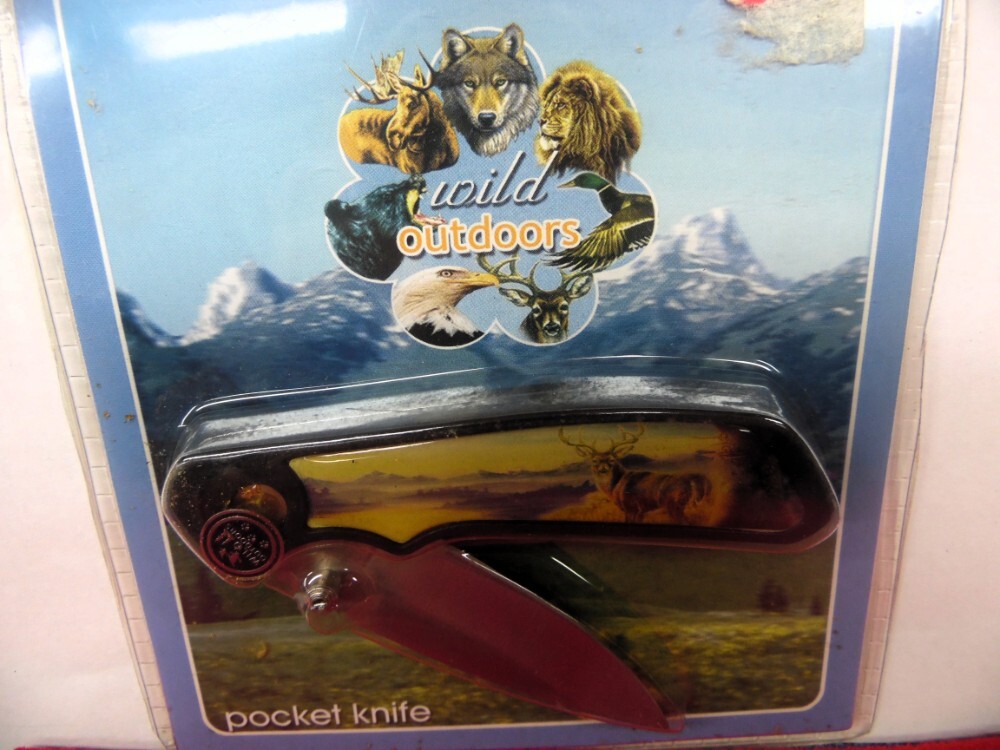 wild
outdoors
pocket knife